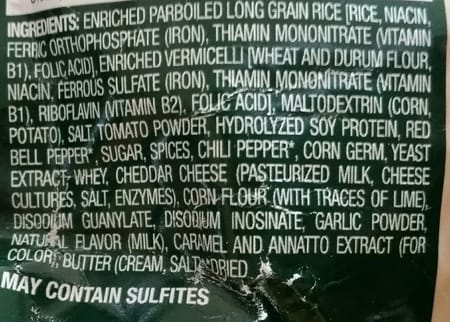 INGREDIENTS: ENRICHED PARBOILED LONG GRAIN RICE [RICE, NIACIN,
FERRIC ORTHOPHOSPHATE (IRON), THIAMIN MONONITRATE (VITAMIN
B1), FOLIC ACID], ENRICHED VERMICELLI [WHEAT AND DURUM FLOUR,
NIACIN, FERROUS SULFATE (IRON), THIAMIN MONONITRATE (VITAMIN
B1), RIBOFLAVIN (VITAMIN B2), FOLIC ACID], MALTODEXTRIN (CORN,
POTATO), SALT, TOMATO POWDER, HYDROLYZED SOY PROTEIN, RED
BELL PEPPER*, SUGAR, SPICES, CHILI PEPPER*, CORN GERM, YEAST
EXTRACT, WHEY, CHEDDAR CHEESE (PASTEURIZED MILK, CHEESE
CULTURES, SALT, ENZYMES), CORN FLOUR (WITH TRACES OF LIME),
DISODIUM GUANYLATE, DISODIUM INOSINATE, GARLIC POWDER,
NATURAL FLAVOR (MILK), CARAMEL AND ANNATTO EXTRACT (FOR
COLOR), BUTTER (CREAM, SALT) *DRIED
MAY CONTAIN SULFITES